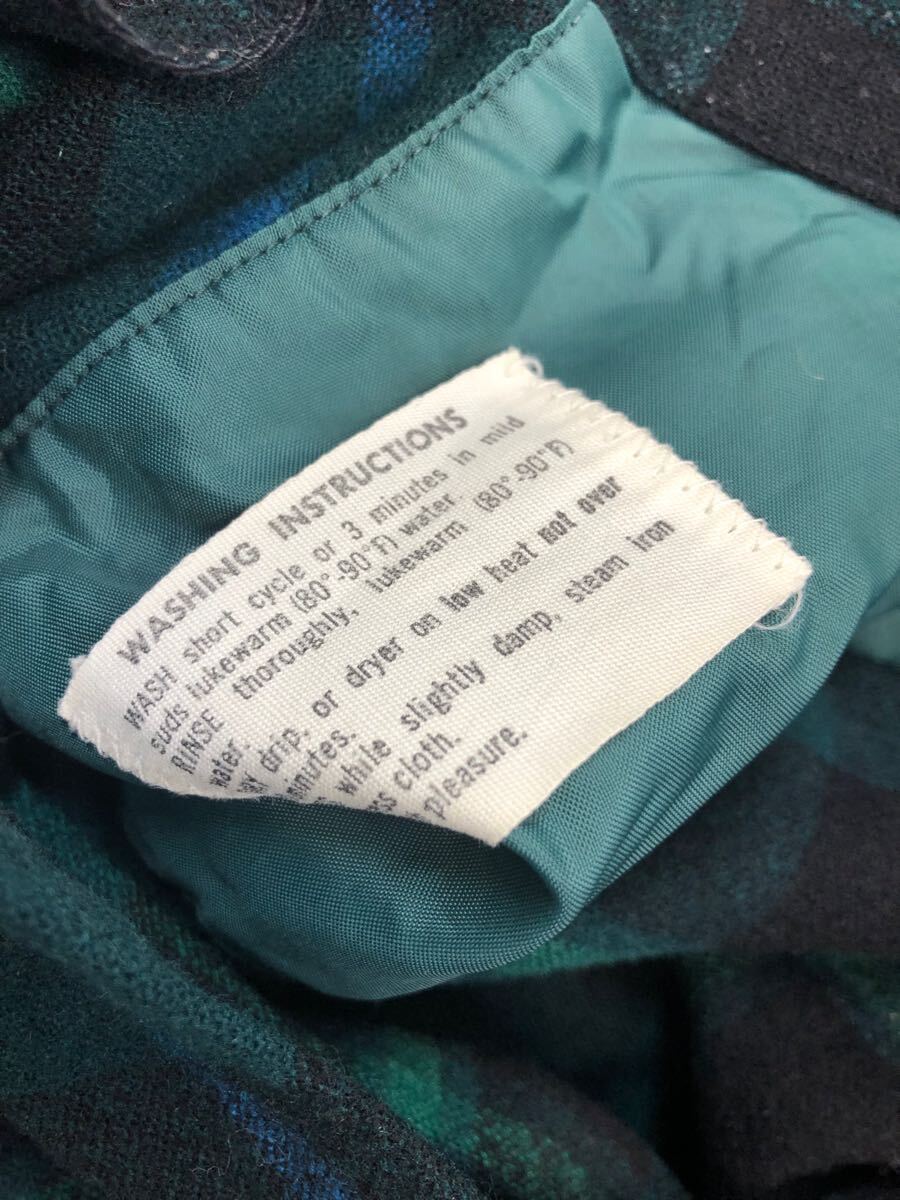 WASHING INSTRUCTIONS
WASH short cycle or 3 minutes in mild
suds lukewarm (80°-90°F) water
RINSE thoroughly, lukewarm (80°-90°F)
water.
drip, or dryer on low heat not over
minutes.
while slightly damp, steam iron
cloth.
pleasure.